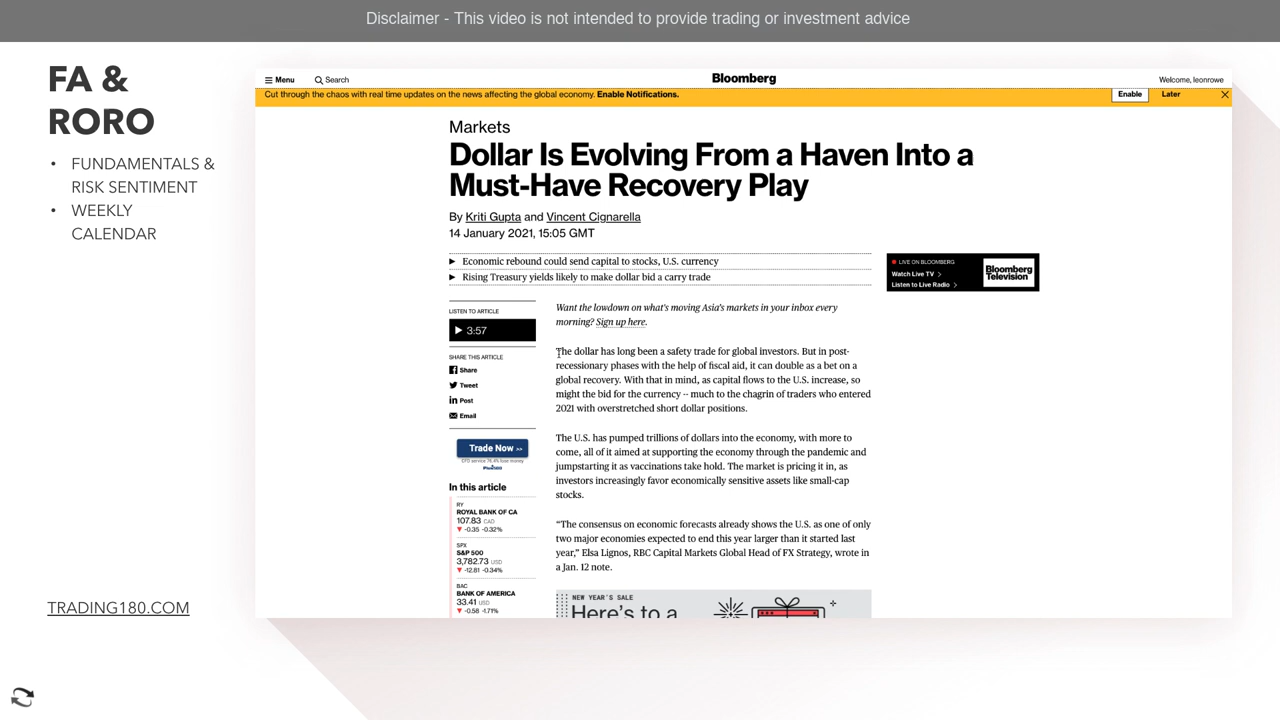 Disclaimer - This video is not intended to provide trading or investment advice
FA &
RORO
• FUNDAMENTALS &
RISK SENTIMENT
• WEEKLY
CALENDAR
TRADING180.COM
Menu
Search
Bloomberg
Welcome, leonrowe
Cut through the chaos with real time updates on the news affecting the global economy. Enable Notifications.
Enable
Later
Markets
Dollar Is Evolving From a Haven Into a
Must-Have Recovery Play
By Kriti Gupta and Vincent Cignarella
14 January 2021, 15:05 GMT
Economic rebound could send capital to stocks, U.S. currency
Rising Treasury yields likely to make dollar bid a carry trade
LIVE ON BLOOMBERG
Watch Live TV
Listen to Live Radio
Bloomberg
Television
LISTEN TO ARTICLE
3:57
SHARE THIS ARTICLE
Share
Tweet
Post
Email
Trade Now >>
CFD service. 76.4% lose money
Plus500
In this article
RY
ROYAL BANK OF CA
107.83 CAD
▼ -0.35 -0.32%
SPX
S&P 500
3,782.73 USD
▼ -12.81 -0.34%
BAC
BANK OF AMERICA
33.41 USD
▼ -0.58 -1.71%
Want the lowdown on what's moving Asia's markets in your inbox every
morning? Sign up here.
The dollar has long been a safety trade for global investors. But in post-
recessionary phases with the help of fiscal aid, it can double as a bet on a
global recovery. With that in mind, as capital flows to the U.S. increase, so
might the bid for the currency -- much to the chagrin of traders who entered
2021 with overstretched short dollar positions.
The U.S. has pumped trillions of dollars into the economy, with more to
come, all of it aimed at supporting the economy through the pandemic and
jumpstarting it as vaccinations take hold. The market is pricing it in, as
investors increasingly favor economically sensitive assets like small-cap
stocks.
“The consensus on economic forecasts already shows the U.S. as one of only
two major economies expected to end this year larger than it started last
year,” Elsa Lignos, RBC Capital Markets Global Head of FX Strategy, wrote in
a Jan. 12 note.
NEW YEAR'S SALE
Here's to a